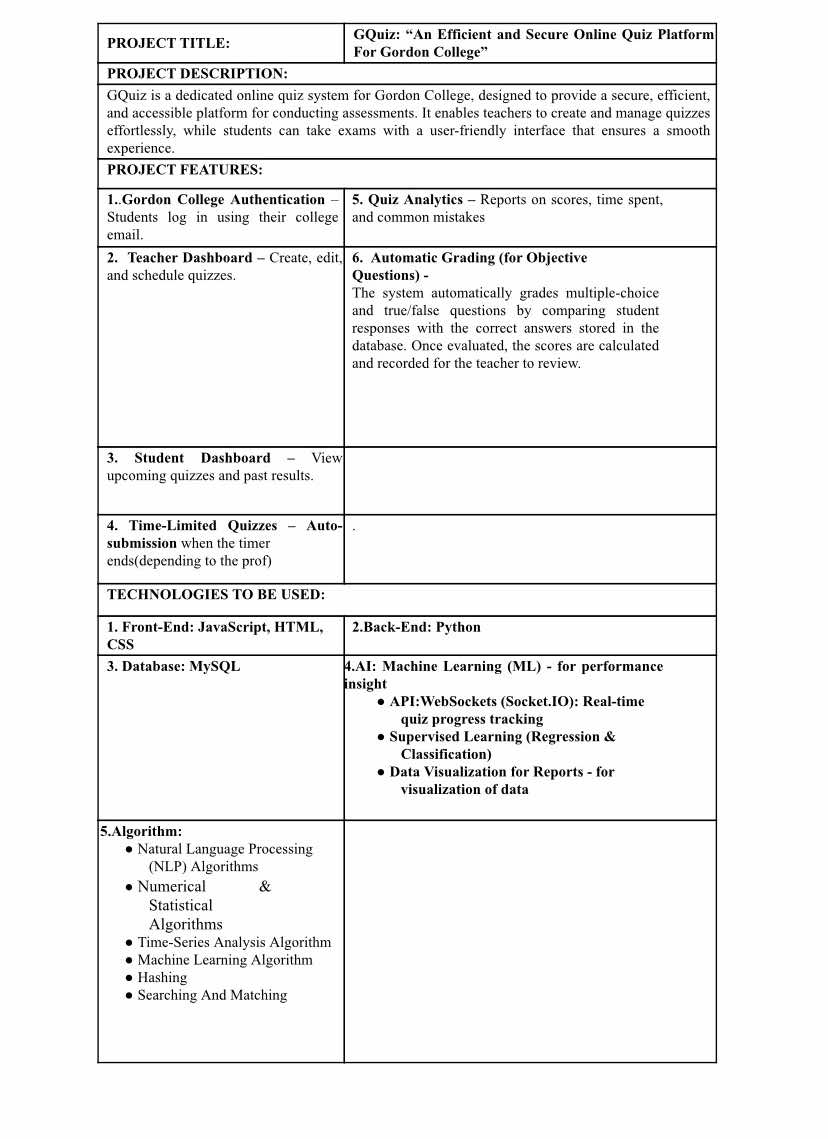 PROJECT TITLE:
GQuiz: “An Efficient and Secure Online Quiz Platform
For Gordon College”
PROJECT DESCRIPTION:
GQuiz is a dedicated online quiz system for Gordon College, designed to provide a secure, efficient,
and accessible platform for conducting assessments. It enables teachers to create and manage quizzes
effortlessly, while students can take exams with a user-friendly interface that ensures a smooth
experience.
PROJECT FEATURES:
1..Gordon College Authentication –
Students log in using their college
email.
5. Quiz Analytics – Reports on scores, time spent,
and common mistakes
2. Teacher Dashboard – Create, edit,
and schedule quizzes.
6. Automatic Grading (for Objective
Questions) -
The system automatically grades multiple-choice
and true/false questions by comparing student
responses with the correct answers stored in the
database. Once evaluated, the scores are calculated
and recorded for the teacher to review.
3. Student Dashboard – View
upcoming quizzes and past results.
4. Time-Limited Quizzes – Auto-
submission when the timer
ends(depending to the prof)
.
TECHNOLOGIES TO BE USED:
1. Front-End: JavaScript, HTML,
CSS
2.Back-End: Python
3. Database: MySQL
4.AI: Machine Learning (ML) - for performance
insight
● API:WebSockets (Socket.IO): Real-time
quiz progress tracking
● Supervised Learning (Regression &
Classification)
● Data Visualization for Reports - for
visualization of data
5.Algorithm:
● Natural Language Processing
(NLP) Algorithms
● Numerical &
Statistical
Algorithms
● Time-Series Analysis Algorithm
● Machine Learning Algorithm
● Hashing
● Searching And Matching